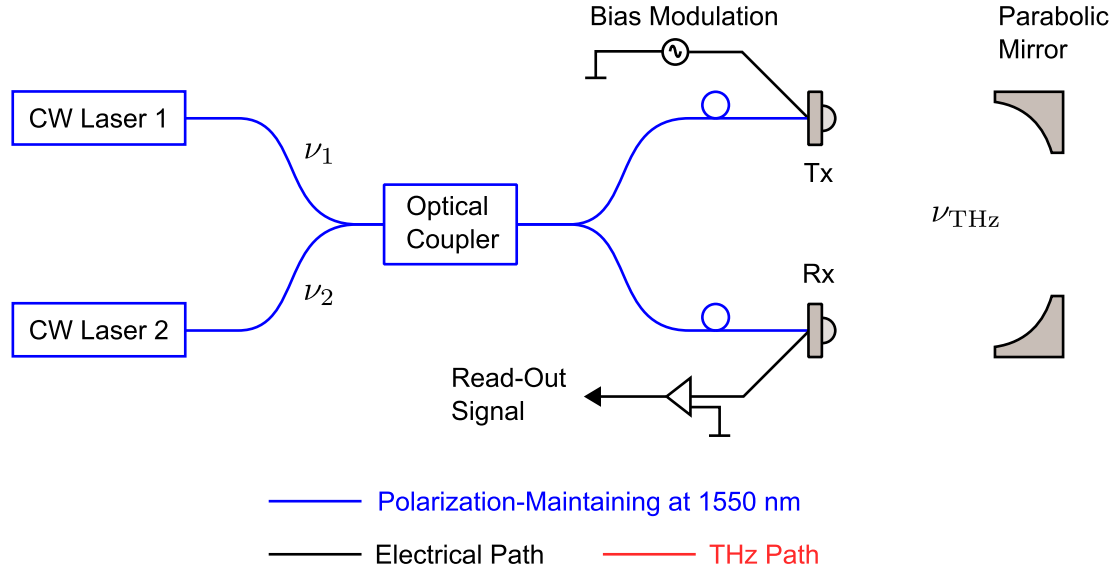 Bias Modulation
Parabolic
Mirror
CW Laser 1
ν₁
Tx
Optical
Coupler
ν_THz
Rx
ν₂
CW Laser 2
Read-Out
Signal
Polarization-Maintaining at 1550 nm
Electrical Path
THz Path